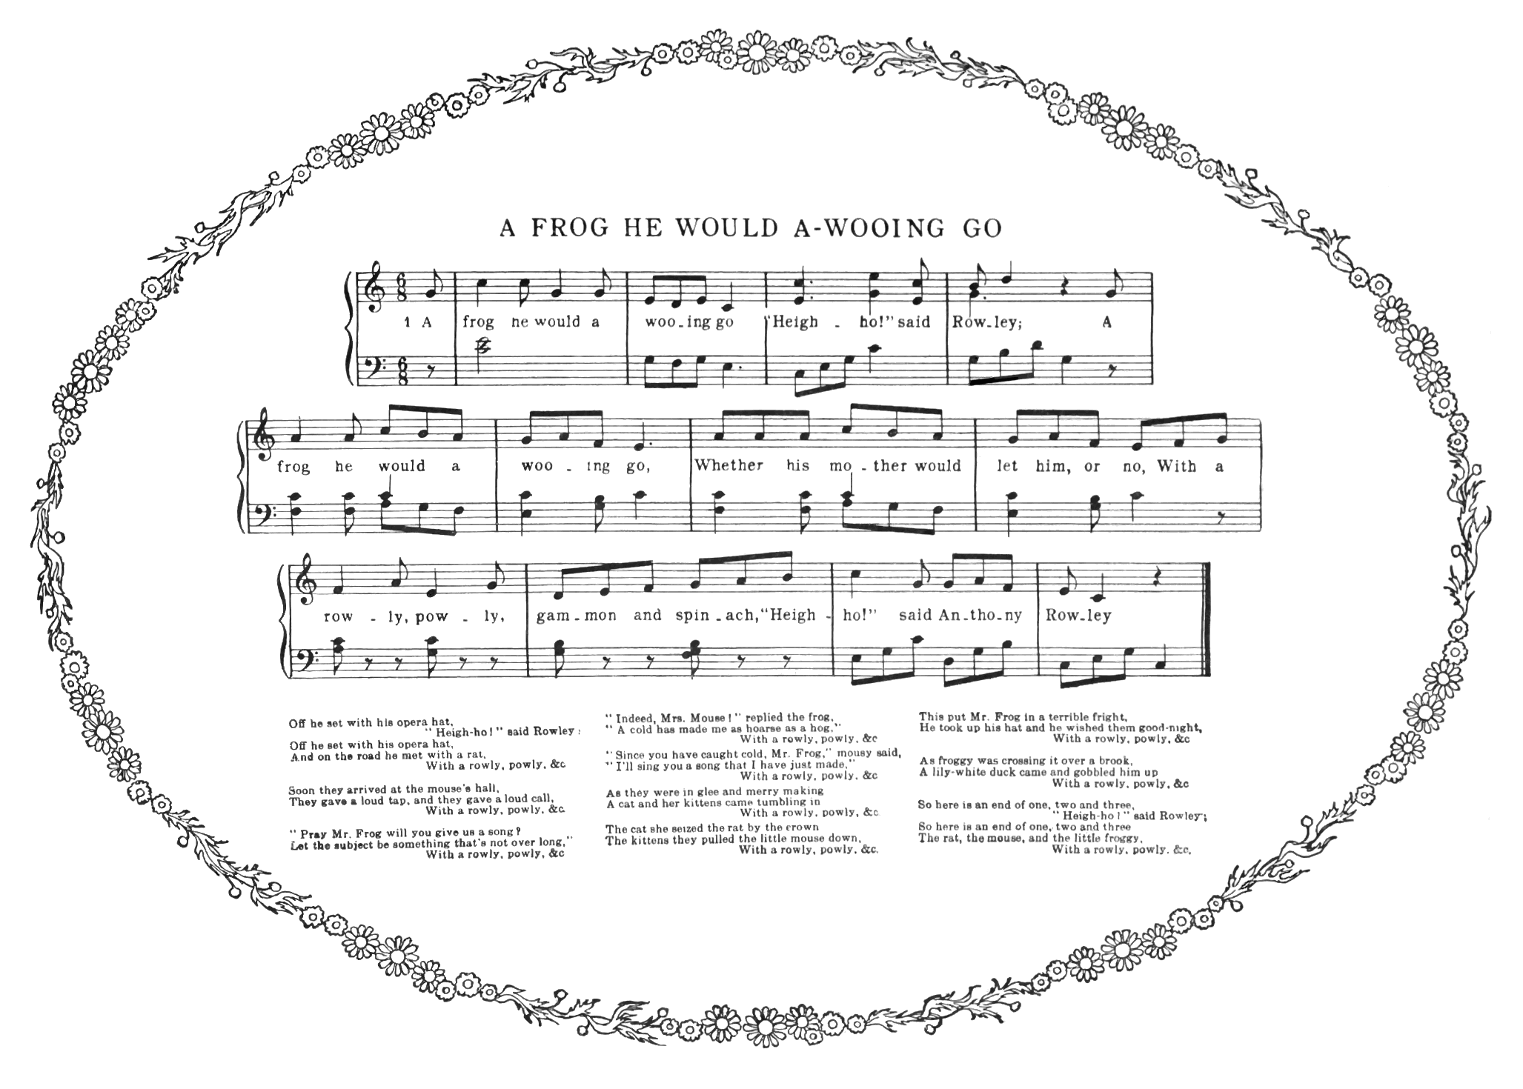 A FROG HE WOULD A-WOOING GO
1 A frog he would a woo-ing go "Heigh - ho!" said Row-ley; A
frog he would a woo - ing go, Whether his mo - ther would let him, or no, With a
row - ly, pow - ly, gam-mon and spin-ach, "Heigh - ho!" said An-tho-ny Row-ley
Off he set with his opera hat,
"Heigh-ho!" said Rowley:
Off he set with his opera hat,
And on the road he met with a rat,
With a rowly, powly, &c
Soon they arrived at the mouse's hall,
They gave a loud tap, and they gave a loud call,
With a rowly, powly, &c.
"Pray Mr. Frog will you give us a song?
Let the subject be something that's not over long,"
With a rowly, powly, &c
"Indeed, Mrs. Mouse!" replied the frog,
"A cold has made me as hoarse as a hog."
With a rowly, powly, &c
"Since you have caught cold, Mr. Frog," mousy said,
"I'll sing you a song that I have just made."
With a rowly, powly, &c
As they were in glee and merry making
A cat and her kittens came tumbling in
With a rowly, powly, &c
The cat she seized the rat by the crown
The kittens they pulled the little mouse down,
With a rowly, powly, &c.
This put Mr. Frog in a terrible fright,
He took up his hat and he wished them good-night,
With a rowly, powly, &c
As froggy was crossing it over a brook,
A lily-white duck came and gobbled him up
With a rowly, powly, &c
So here is an end of one, two and three,
"Heigh-ho!" said Rowley;
So here is an end of one, two and three
The rat, the mouse, and the little froggy,
With a rowly, powly, &c.